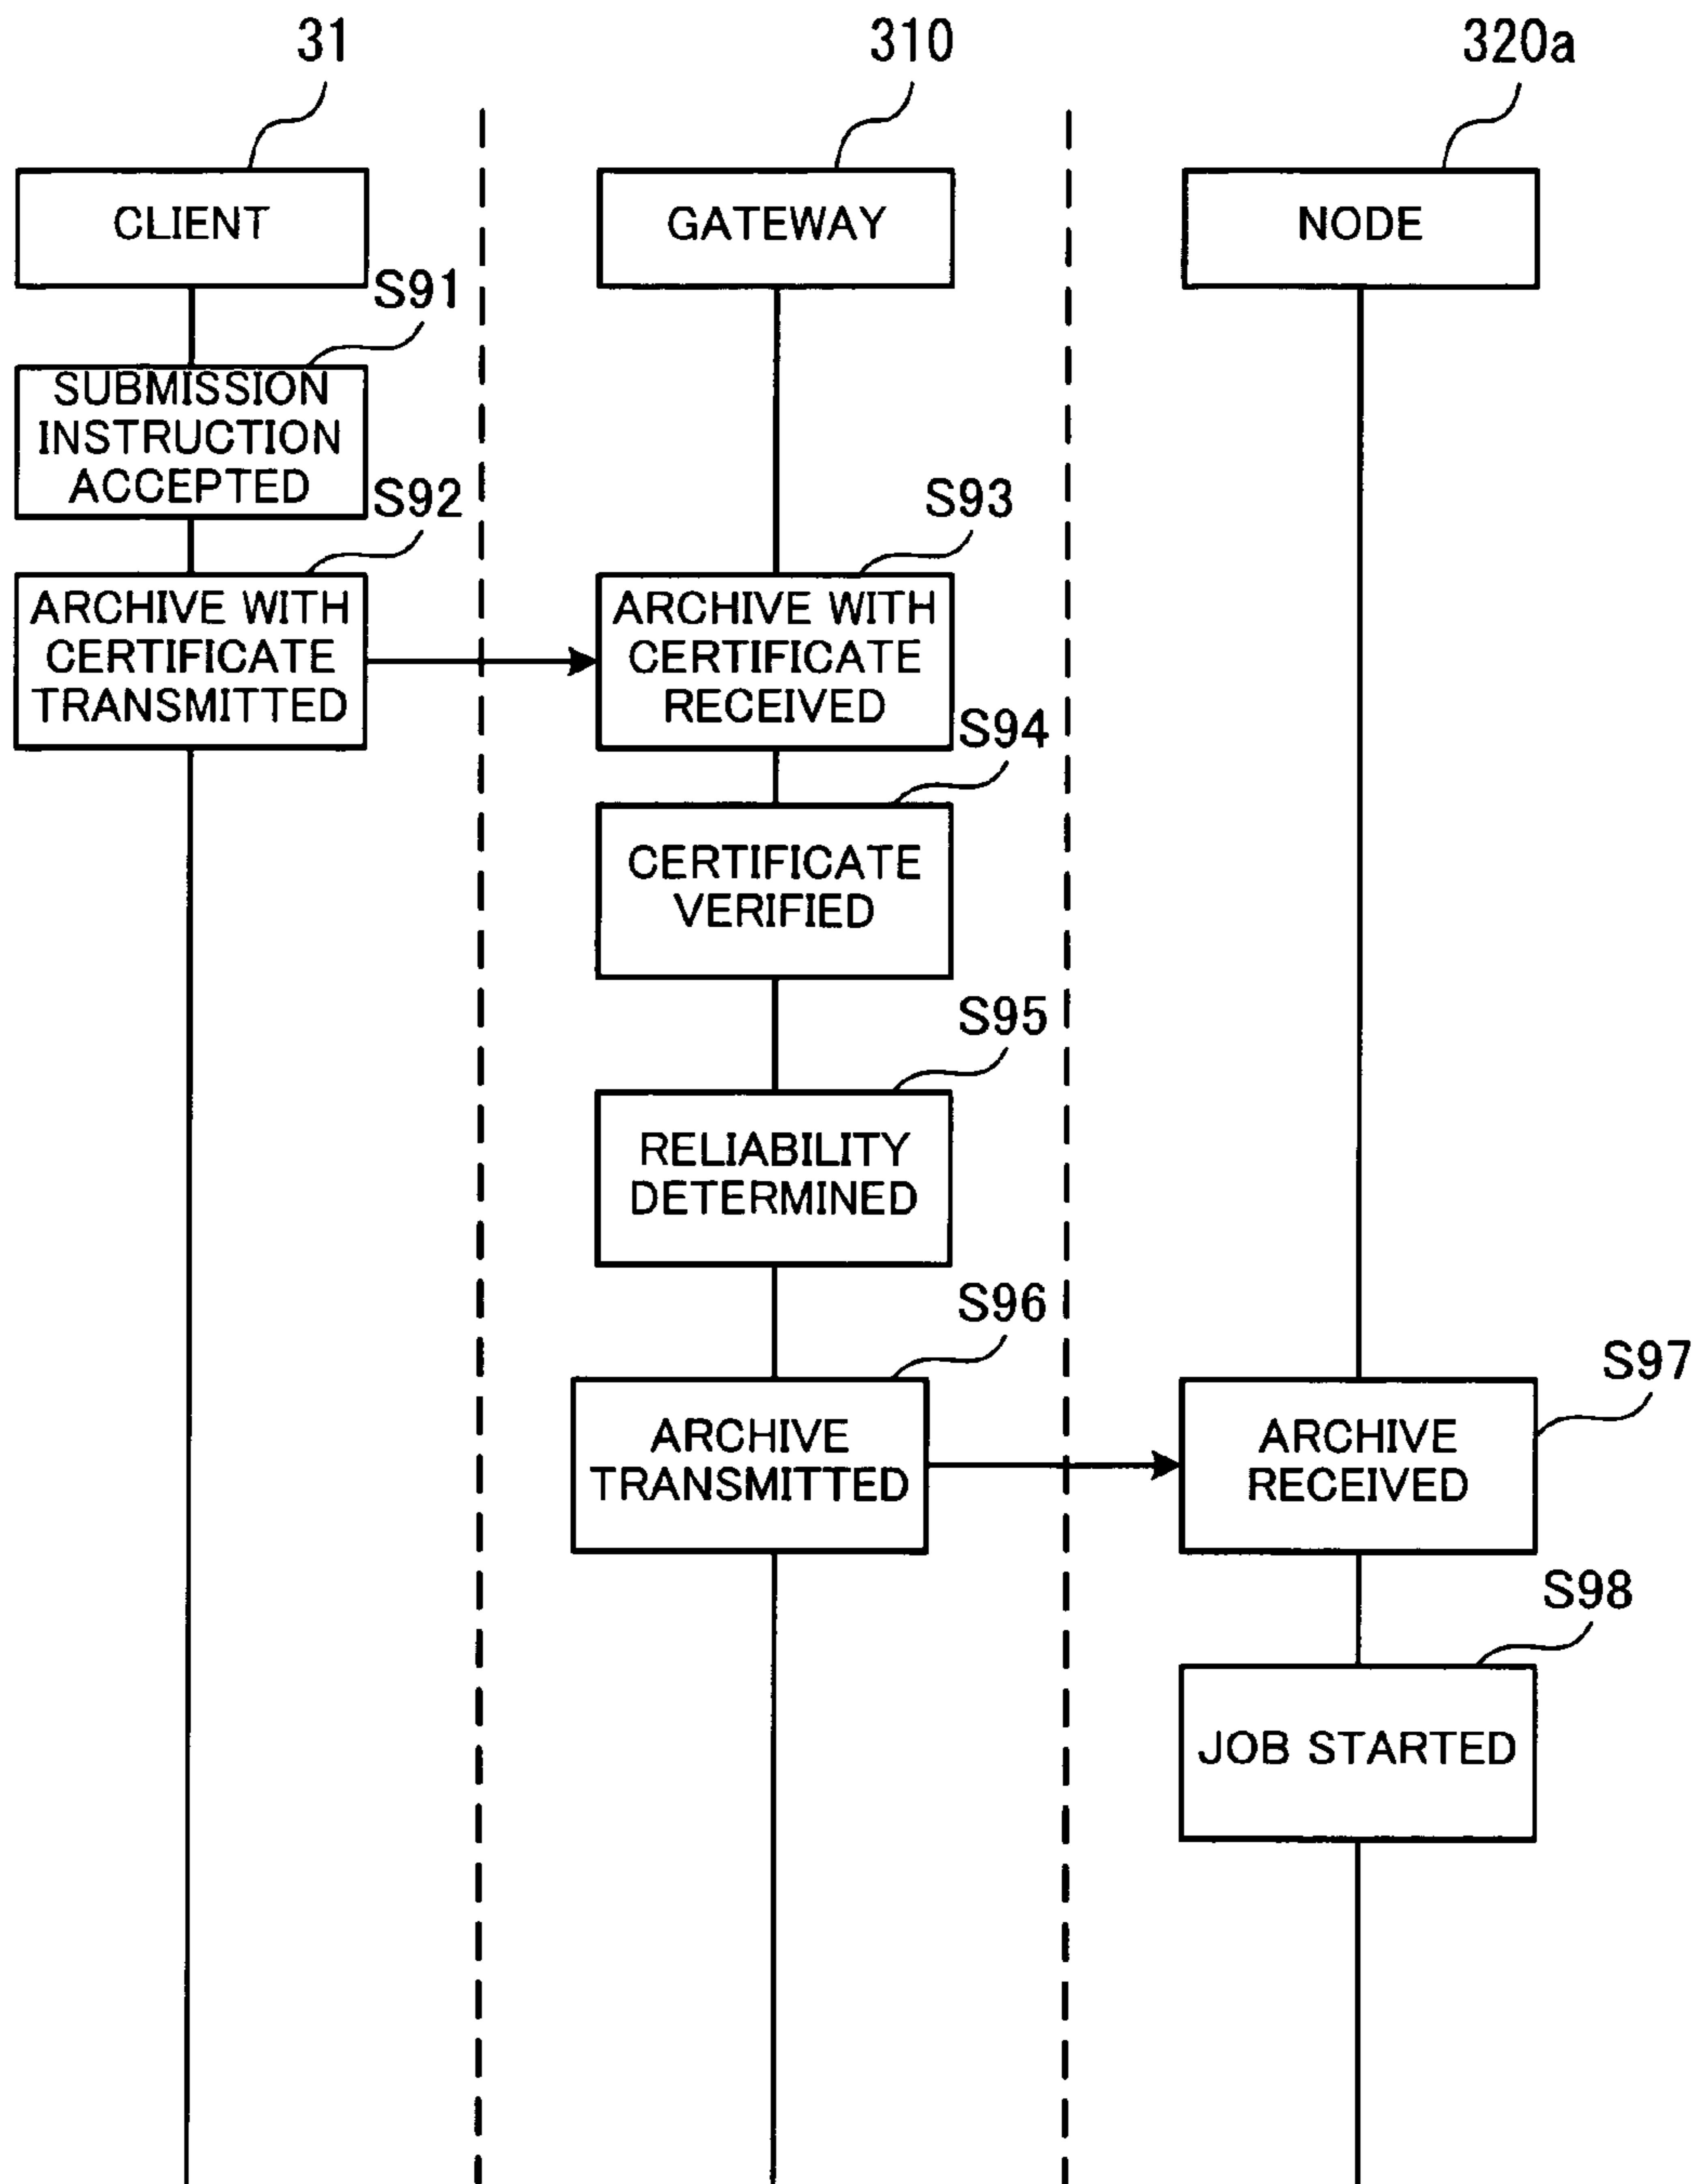 31
310
320a
CLIENT
GATEWAY
NODE
S91
SUBMISSION
INSTRUCTION
ACCEPTED
S92
S93
ARCHIVE WITH
CERTIFICATE
TRANSMITTED
ARCHIVE WITH
CERTIFICATE
RECEIVED
S94
CERTIFICATE
VERIFIED
S95
RELIABILITY
DETERMINED
S96
S97
ARCHIVE
TRANSMITTED
ARCHIVE
RECEIVED
S98
JOB STARTED